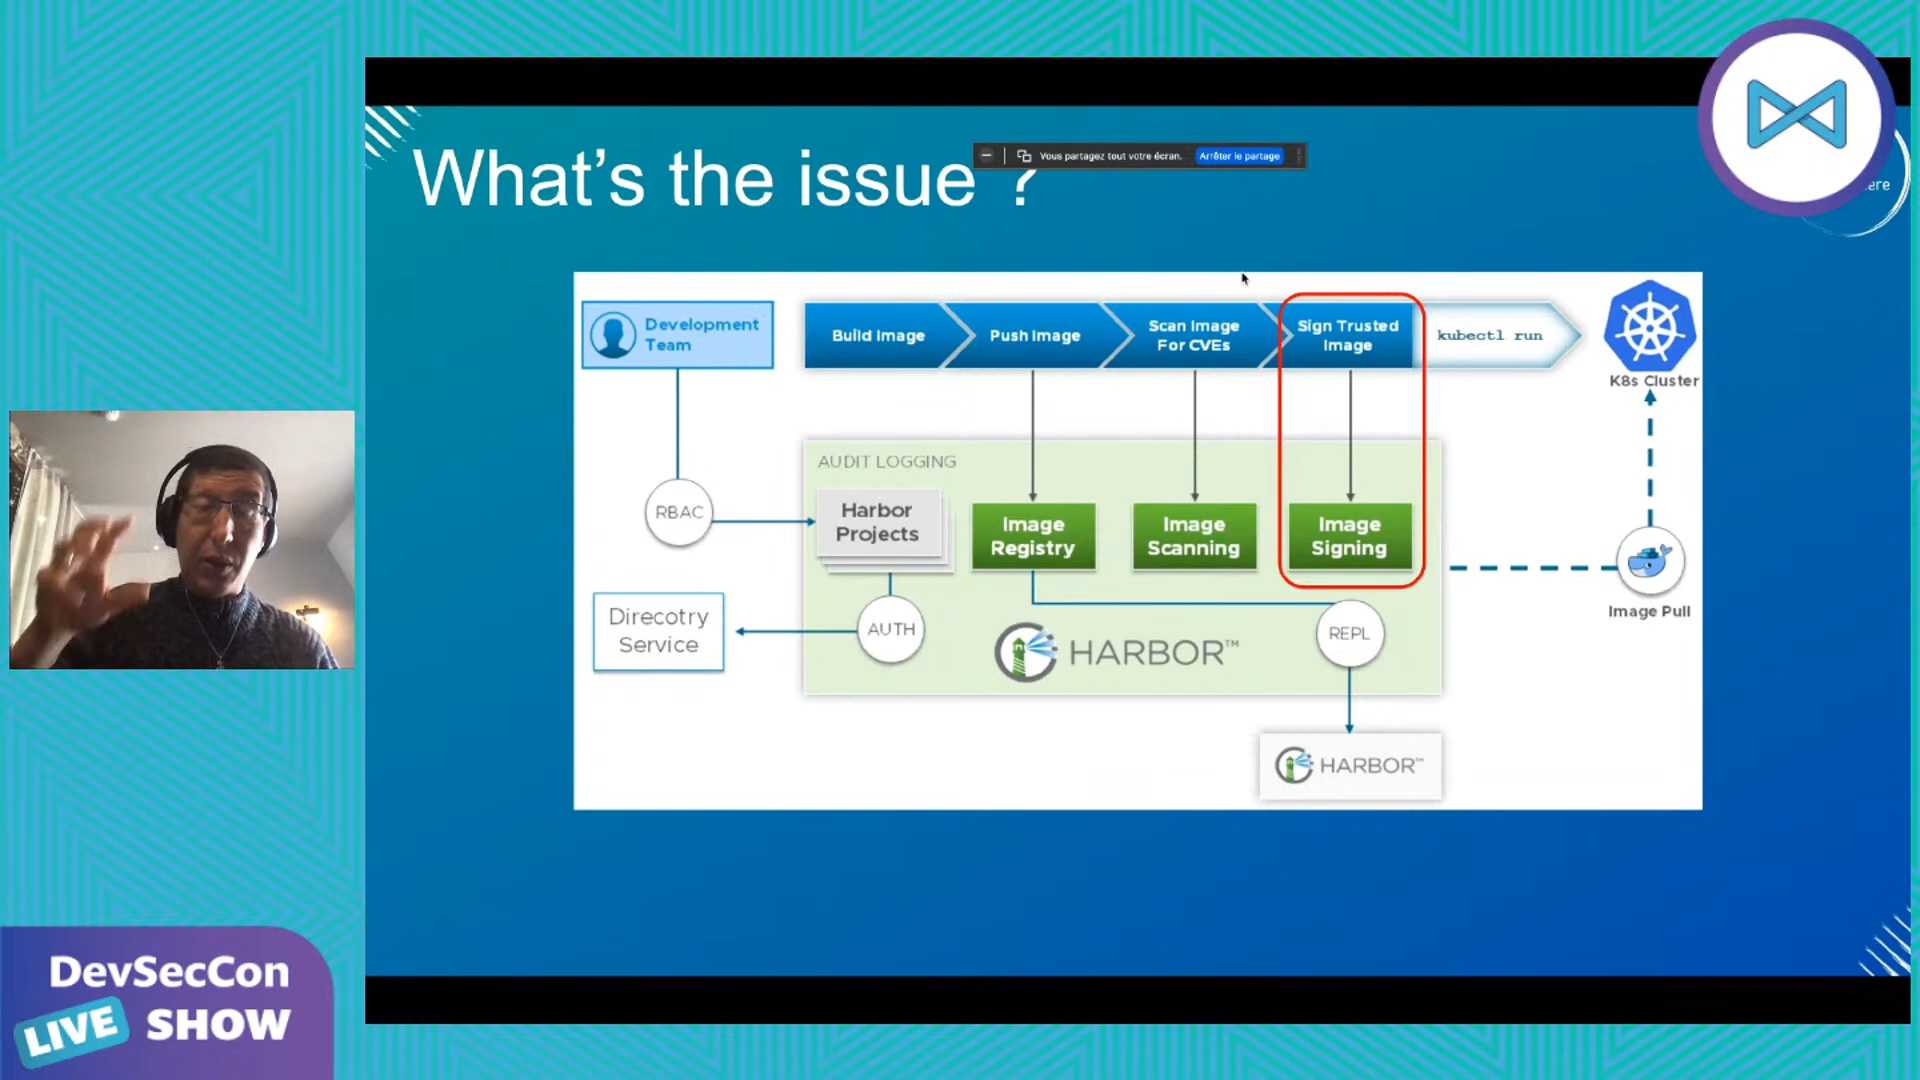 What's the issue ?
Vous partagez tout votre écran. Arrêter le partage
ere
Development
Team
Build Image
Push Image
Scan Image
For CVEs
Sign Trusted
Image
kubectl run
K8s Cluster
AUDIT LOGGING
RBAC
Harbor
Projects
Image
Registry
Image
Scanning
Image
Signing
Image Pull
Direcotry
Service
AUTH
HARBOR™
REPL
HARBOR™
DevSecCon
LIVE SHOW